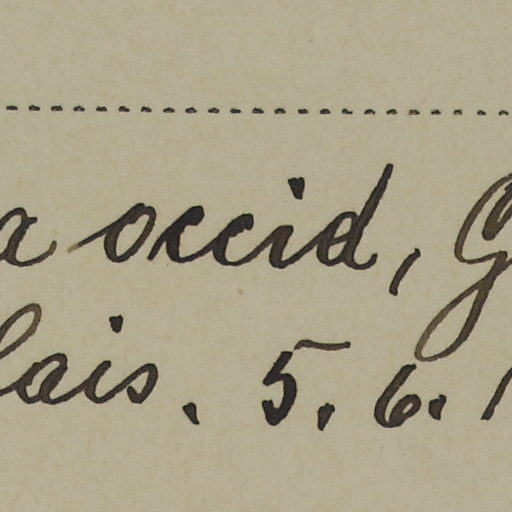 a occid, G
lais. 5. 6. 1